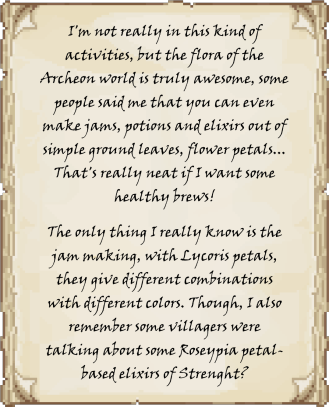 I'm not really in this kind of
activities, but the flora of the
Archeon world is truly awesome, some
people said me that you can even
make jams, potions and elixirs out of
simple ground leaves, flower petals...
That's really neat if I want some
healthy brews!
The only thing I really know is the
jam making, with Lycoris petals,
they give different combinations
with different colors. Though, I also
remember some villagers were
talking about some Roseypia petal-
based elixirs of Strenght?